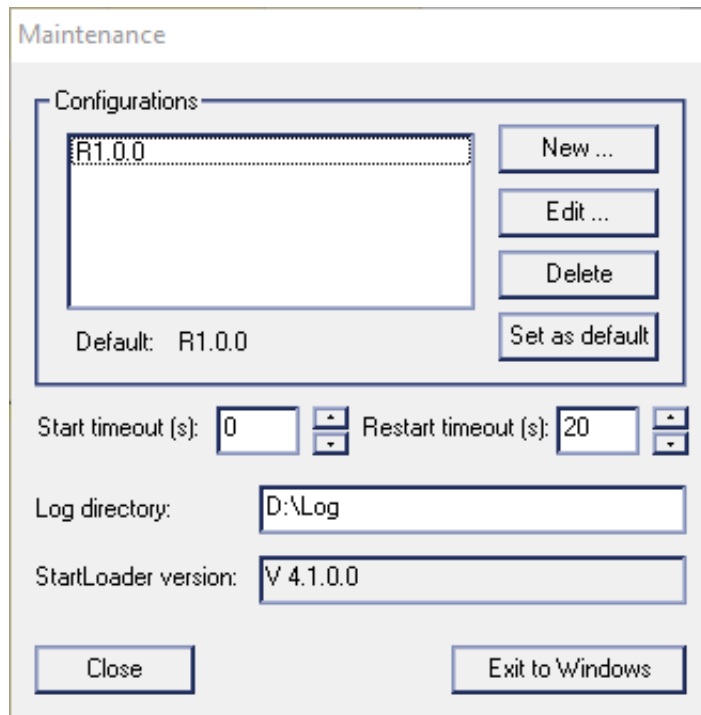 Maintenance
Configurations
R1.0.0
New ...
Edit ...
Delete
Set as default
Default: R1.0.0
Start timeout (s): 0 Restart timeout (s): 20
Log directory: D:\Log
StartLoader version: V 4.1.0.0
Close Exit to Windows